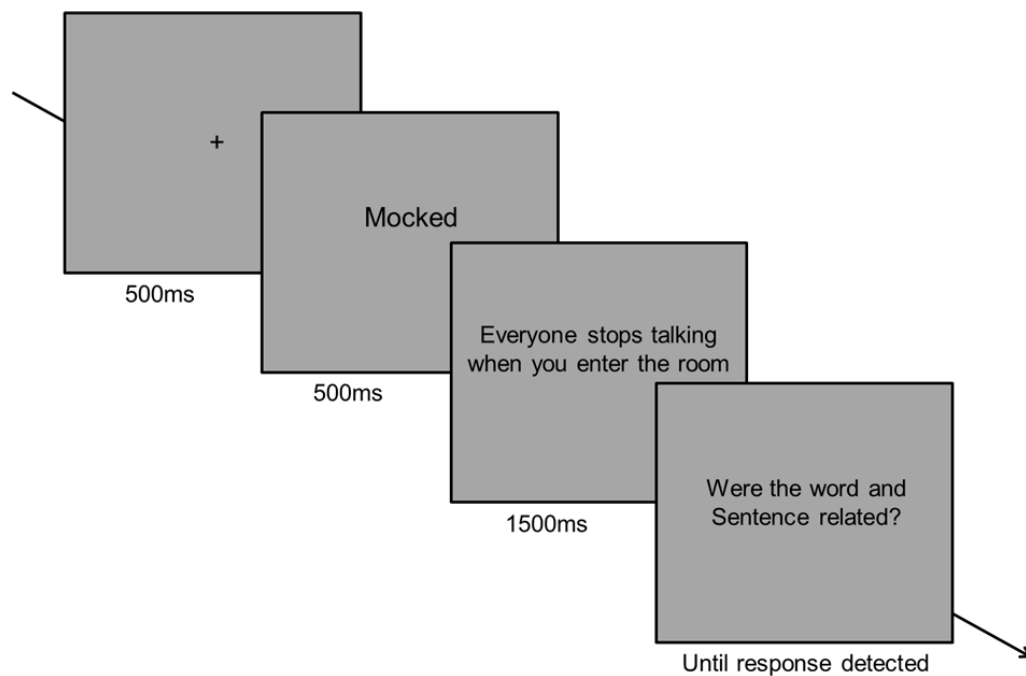 +
500ms
Mocked
500ms
Everyone stops talking
when you enter the room
1500ms
Were the word and
Sentence related?
Until response detected